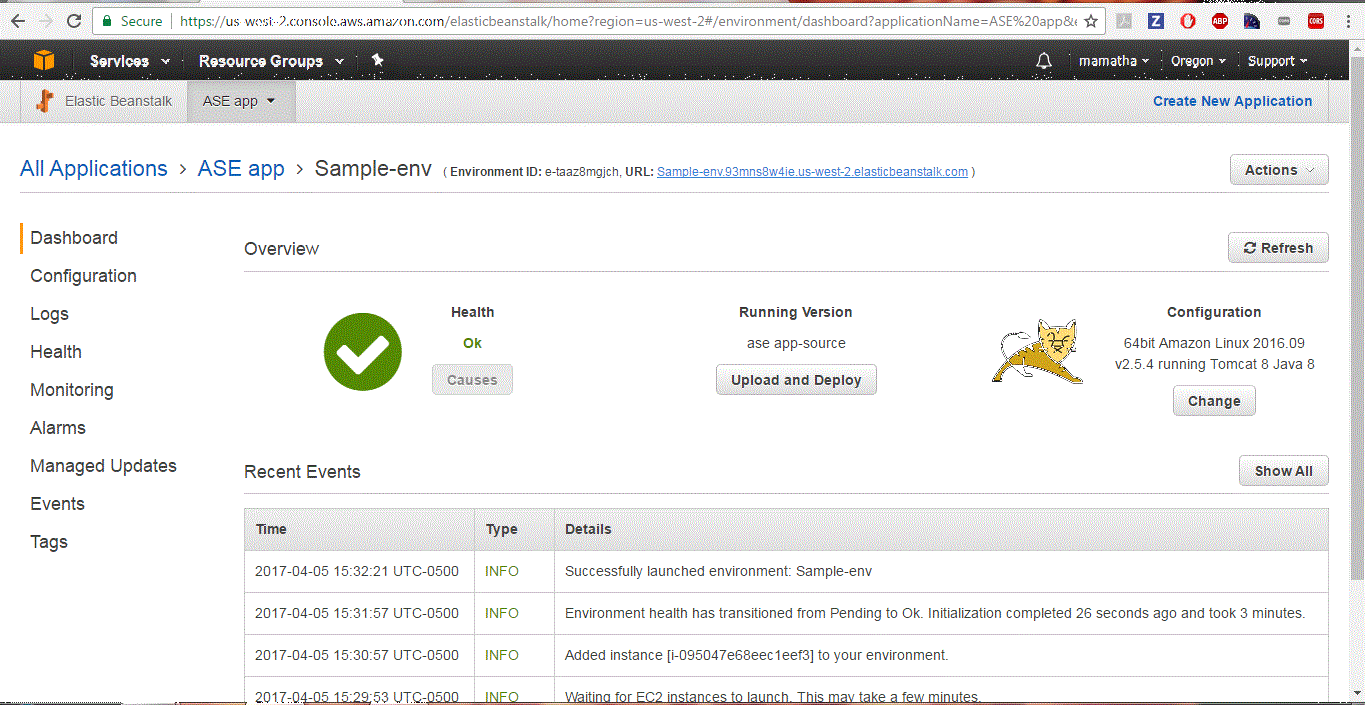 Secure https://us-west-2.console.aws.amazon.com/elasticbeanstalk/home?region=us-west-2#/environment/dashboard?applicationName=ASE%20app&e
Z ABP CORS
Services Resource Groups mamatha Oregon Support
Elastic Beanstalk ASE app Create New Application
All Applications > ASE app > Sample-env ( Environment ID: e-taaz8mgjch, URL: Sample-env.93mns8w4ie.us-west-2.elasticbeanstalk.com ) Actions
Dashboard
Configuration
Logs
Health
Monitoring
Alarms
Managed Updates
Events
Tags
Overview Refresh
Health Running Version Configuration
Ok ase app-source 64bit Amazon Linux 2016.09
v2.5.4 running Tomcat 8 Java 8
Causes Upload and Deploy Change
Recent Events Show All
Time Type Details
2017-04-05 15:32:21 UTC-0500 INFO Successfully launched environment: Sample-env
2017-04-05 15:31:57 UTC-0500 INFO Environment health has transitioned from Pending to Ok. Initialization completed 26 seconds ago and took 3 minutes.
2017-04-05 15:30:57 UTC-0500 INFO Added instance [i-095047e68eec1eef3] to your environment.
2017-04-05 15:29:53 UTC-0500 INFO Waiting for EC2 instances to launch. This may take a few minutes.